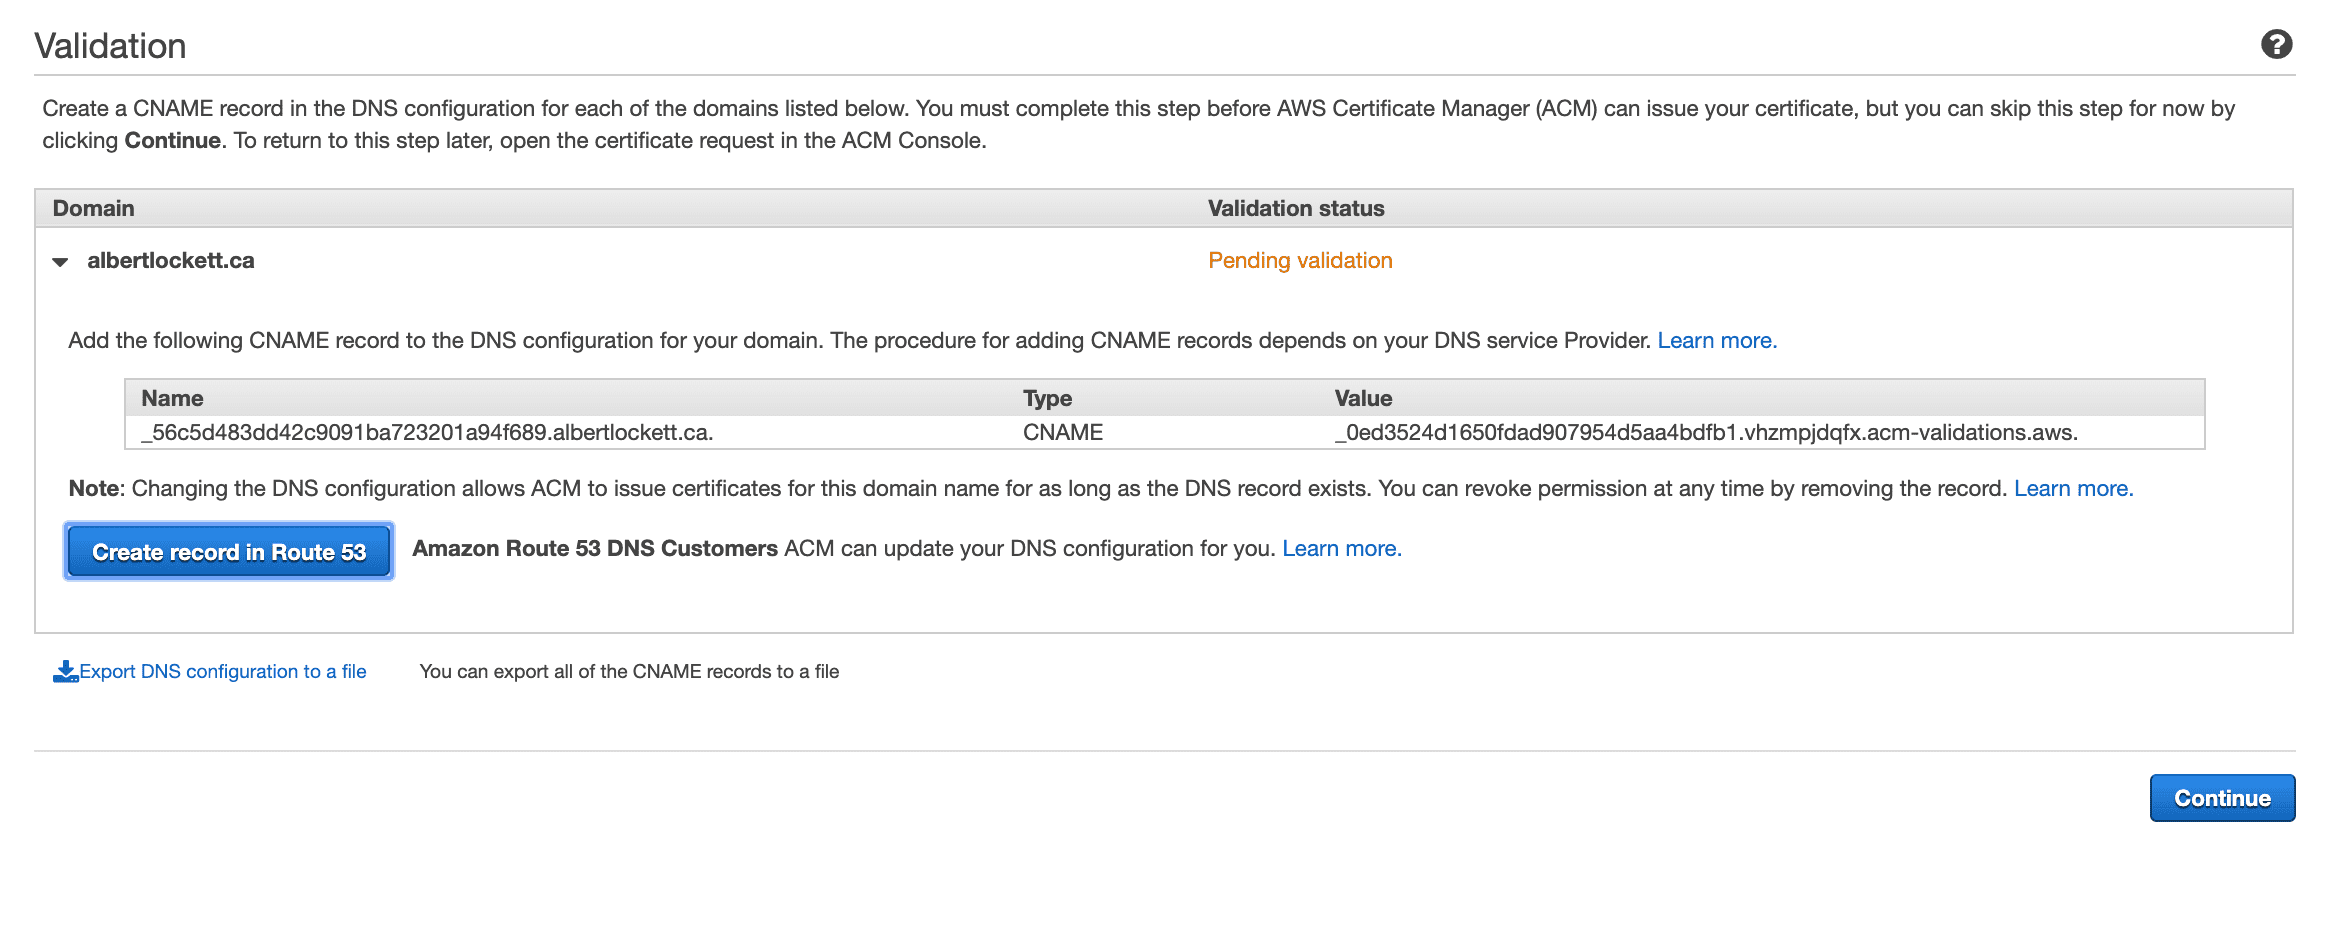 Validation
?
Create a CNAME record in the DNS configuration for each of the domains listed below. You must complete this step before AWS Certificate Manager (ACM) can issue your certificate, but you can skip this step for now by
clicking Continue. To return to this step later, open the certificate request in the ACM Console.
Domain Validation status
albertlockett.ca Pending validation
Add the following CNAME record to the DNS configuration for your domain. The procedure for adding CNAME records depends on your DNS service Provider. Learn more.
Name Type Value
_56c5d483dd42c9091ba723201a94f689.albertlockett.ca. CNAME _0ed3524d1650fdad907954d5aa4bdfb1.vhzmpjdqfx.acm-validations.aws.
Note: Changing the DNS configuration allows ACM to issue certificates for this domain name for as long as the DNS record exists. You can revoke permission at any time by removing the record. Learn more.
Create record in Route 53 Amazon Route 53 DNS Customers ACM can update your DNS configuration for you. Learn more.
Export DNS configuration to a file You can export all of the CNAME records to a file
Continue